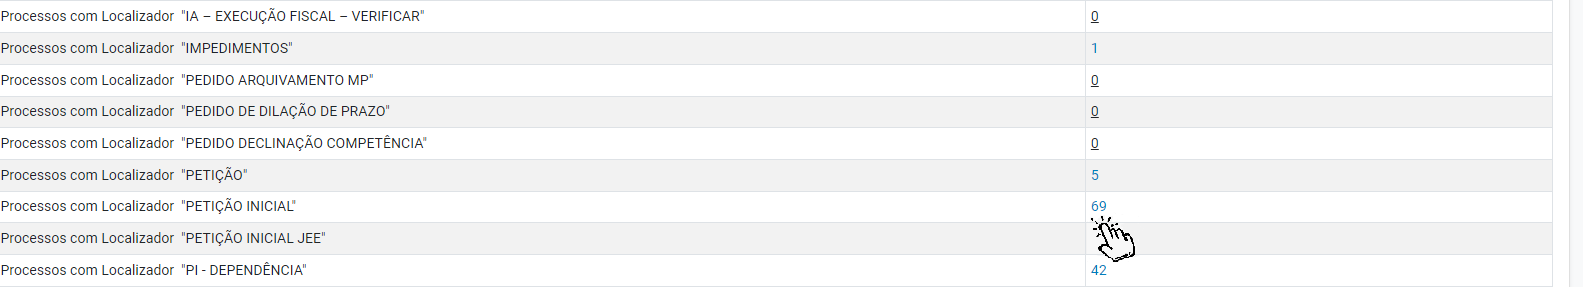 Processos com Localizador "IA – EXECUÇÃO FISCAL – VERIFICAR" 0
Processos com Localizador "IMPEDIMENTOS" 1
Processos com Localizador "PEDIDO ARQUIVAMENTO MP" 0
Processos com Localizador "PEDIDO DE DILAÇÃO DE PRAZO" 0
Processos com Localizador "PEDIDO DECLINAÇÃO COMPETÊNCIA" 0
Processos com Localizador "PETIÇÃO" 5
Processos com Localizador "PETIÇÃO INICIAL" 69
Processos com Localizador "PETIÇÃO INICIAL JEE"
Processos com Localizador "PI - DEPENDÊNCIA" 42